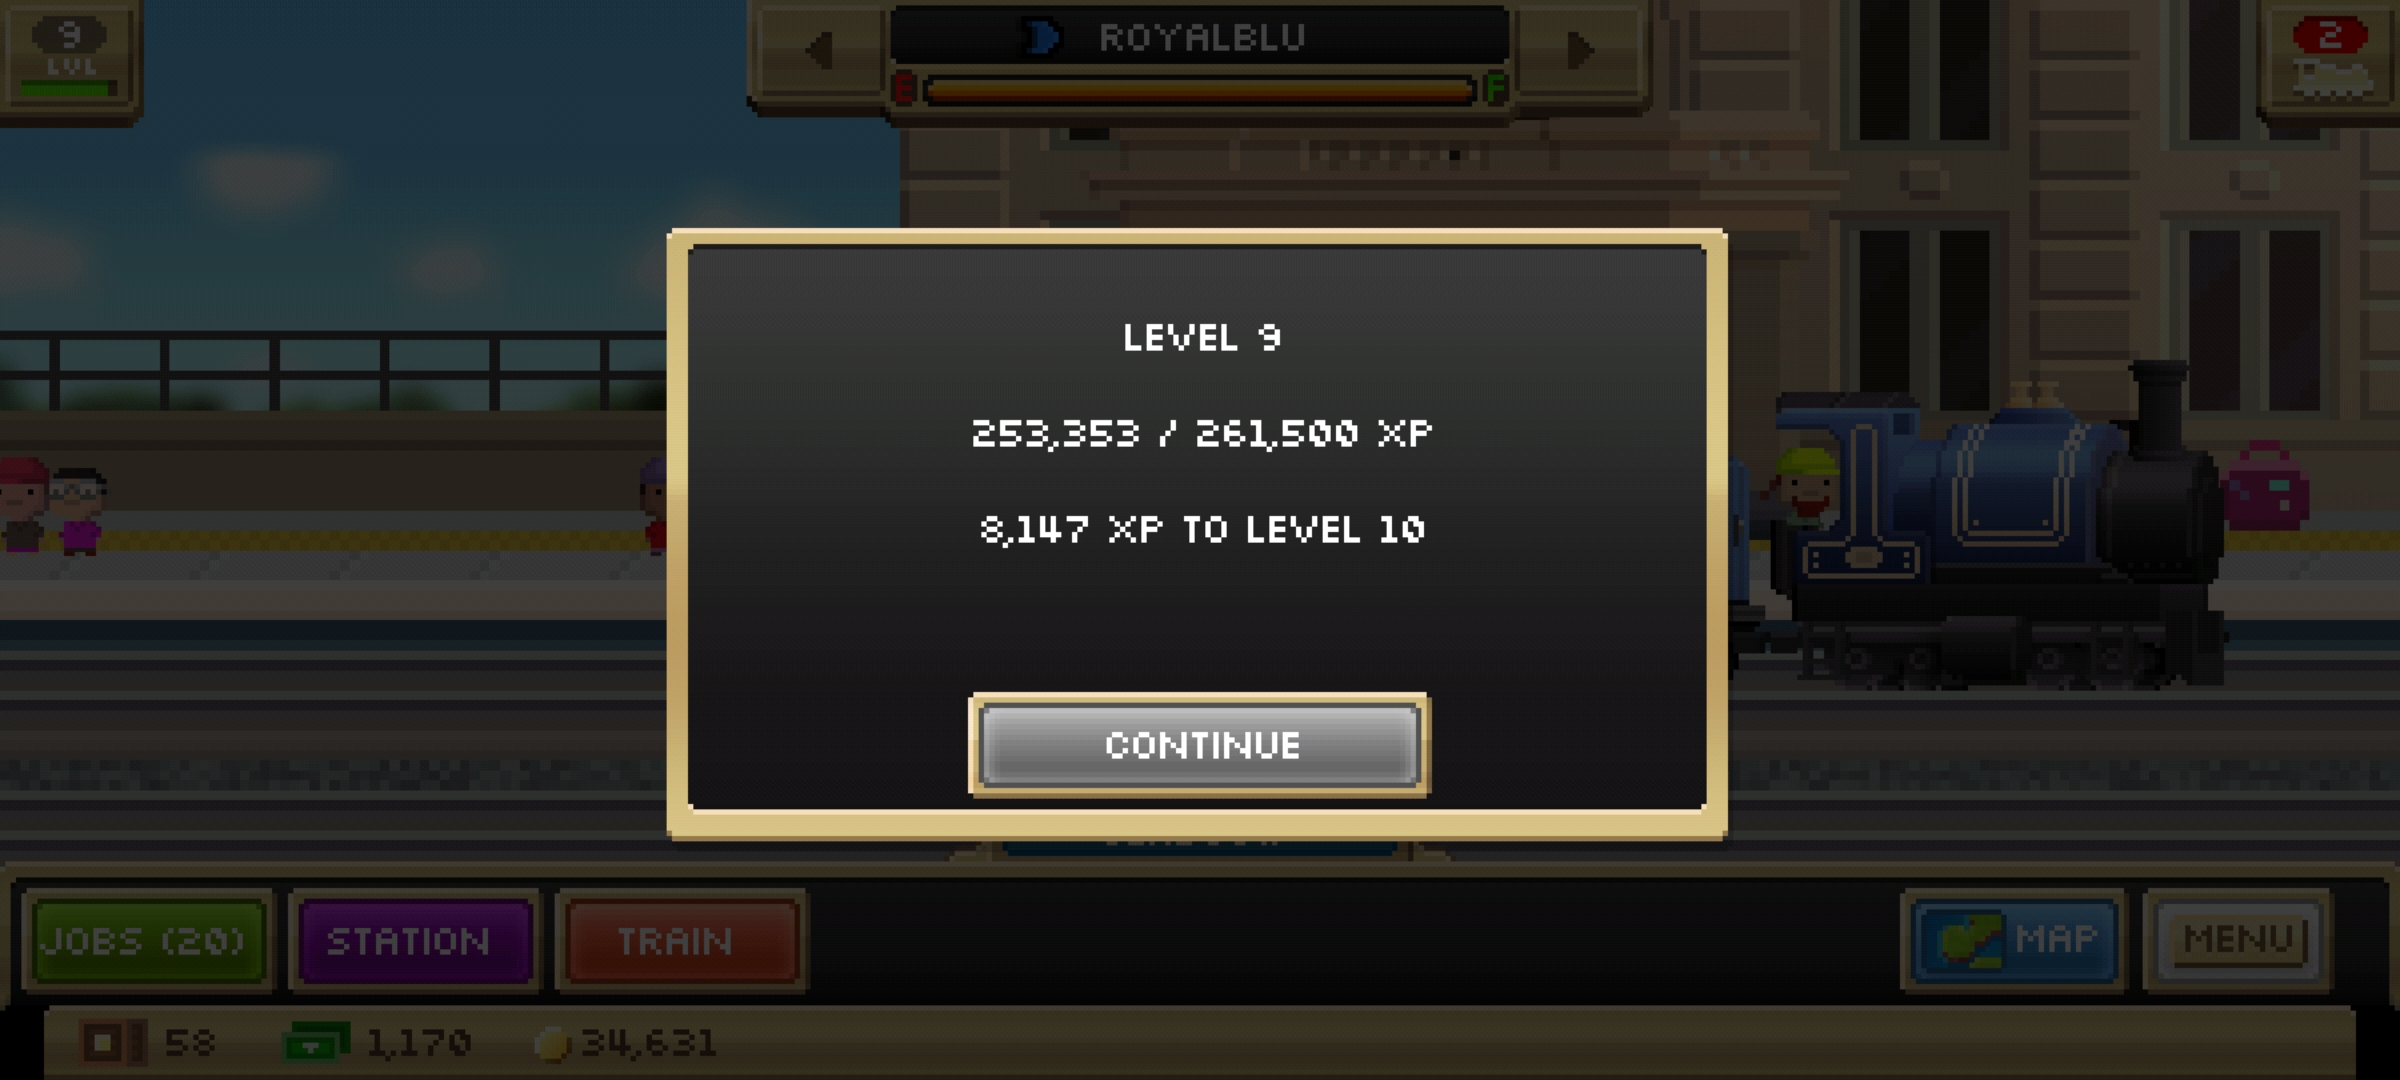 9
LVL
ROYALBLU
E
F
2
LEVEL 9
253,353 / 261,500 XP
8,147 XP TO LEVEL 10
CONTINUE
JOBS (20)
STATION
TRAIN
MAP
MENU
58
1,170
34,631